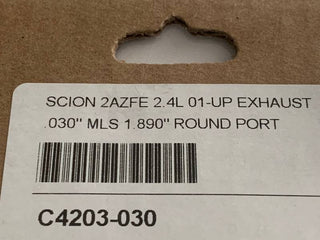 SCION 2AZFE 2.4L 01-UP EXHAUST
.030" MLS 1.890" ROUND PORT
C4203-030